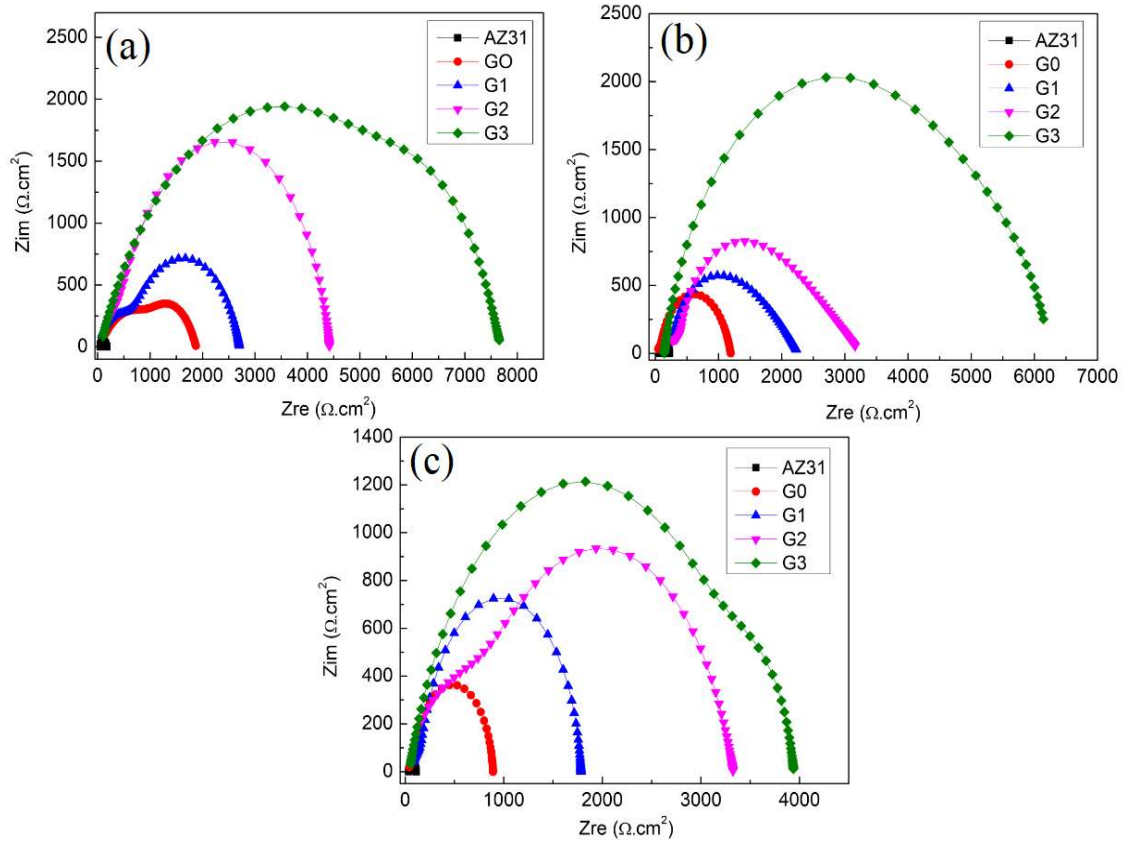 (a)
AZ31
GO
G1
G2
G3
2500
2000
1500
1000
500
0
Zim (Ω.cm²)
0 1000 2000 3000 4000 5000 6000 7000 8000
Zre (Ω.cm²)
(b)
AZ31
G0
G1
G2
G3
2500
2000
1500
1000
500
0
Zim (Ω.cm²)
0 1000 2000 3000 4000 5000 6000 7000
Zre (Ω.cm²)
(c)
AZ31
G0
G1
G2
G3
1400
1200
1000
800
600
400
200
0
Zim (Ω.cm²)
0 1000 2000 3000 4000
Zre (Ω.cm²)